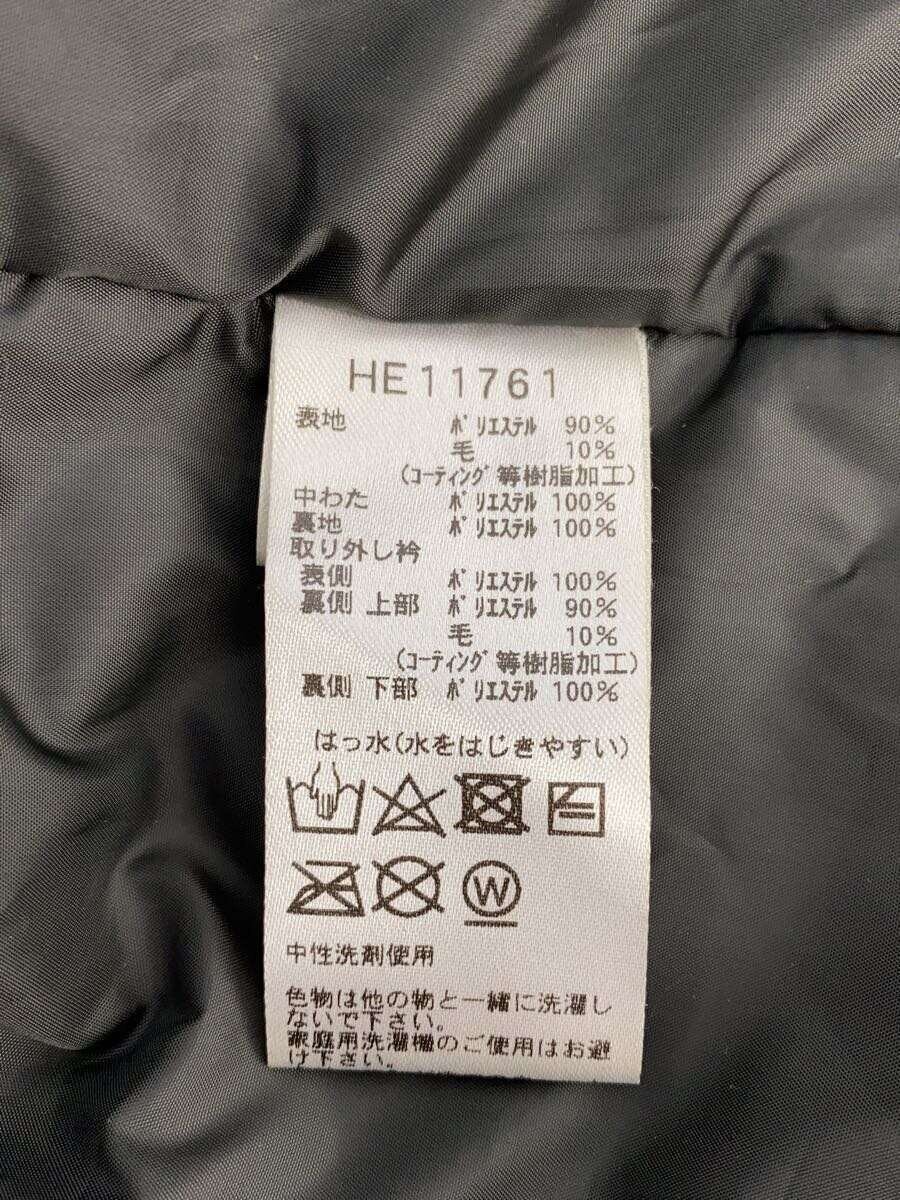 HE11761
表地 ポリエステル 90%
毛 10%
(コーティング等樹脂加工)
中わた ポリエステル 100%
裏地 ポリエステル 100%
取り外し衿
表側 ポリエステル 100%
裏側 上部 ポリエステル 90%
毛 10%
(コーティング等樹脂加工)
裏側 下部 ポリエステル 100%
はっ水(水をはじきやすい)
W
中性洗剤使用
色物は他の物と一緒に洗濯し
ないで下さい。
家庭用洗濯機のご使用はお避
け下さい。